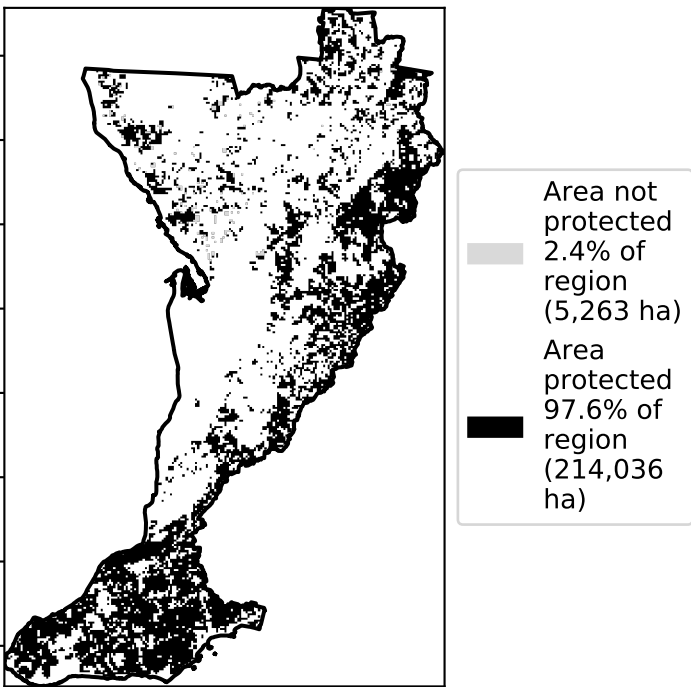 Area not
protected
2.4% of
region
(5,263 ha)
Area
protected
97.6% of
region
(214,036
ha)